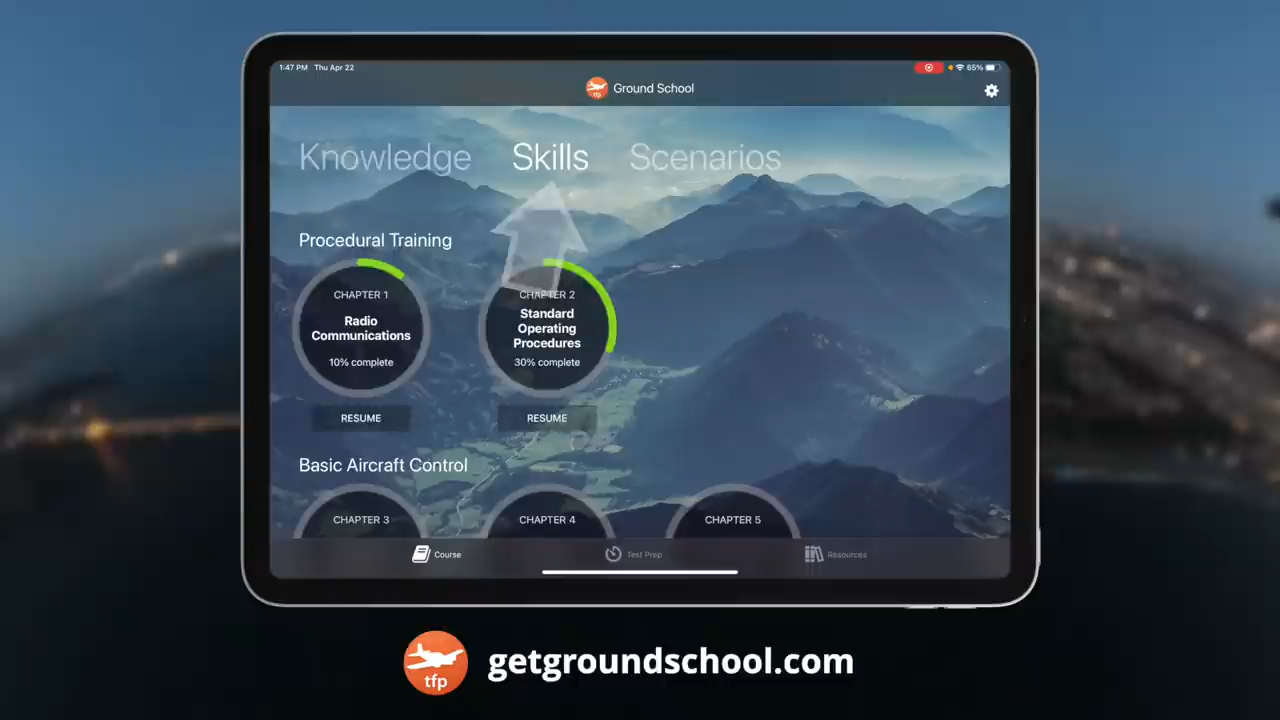 1:47 PM Thu Apr 22
65%
tfp
Ground School
Knowledge
Skills
Scenarios
Procedural Training
CHAPTER 1
Radio
Communications
10% complete
RESUME
CHAPTER 2
Standard
Operating
Procedures
30% complete
RESUME
Basic Aircraft Control
CHAPTER 3
CHAPTER 4
CHAPTER 5
Course
Test Prep
Resources
tfp
getgroundschool.com